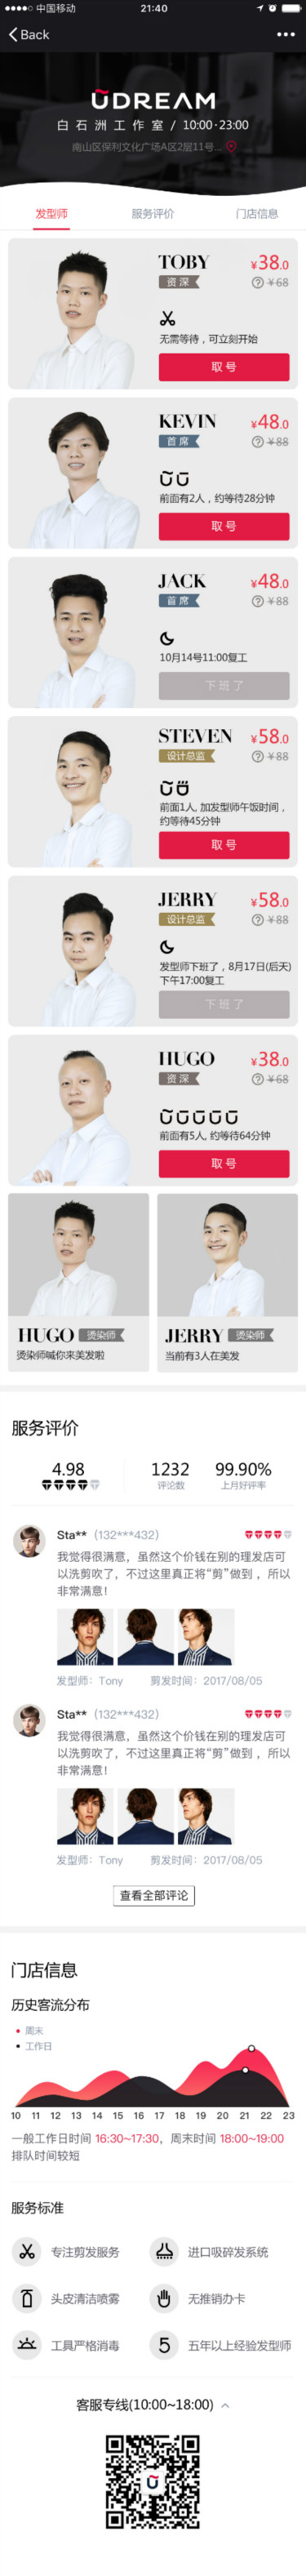 中国移动 21:40
Back
ŨDREAM
白石洲工作室 / 10:00-23:00
南山区保利文化广场A区2层11号...
发型师 服务评价 门店信息
TOBY ¥38.0
资深 ¥68
无需等待，可立刻开始
取号
KEVIN ¥48.0
首席 ¥88
前面有2人，约等待28分钟
取号
JACK ¥48.0
首席 ¥88
10月14号11:00复工
下班了
STEVEN ¥58.0
设计总监 ¥88
前面1人, 加发型师午饭时间，
约等待45分钟
取号
JERRY ¥58.0
设计总监 ¥88
发型师下班了，8月17日(后天)
下午17:00复工
下班了
HUGO ¥38.0
资深 ¥68
前面有5人, 约等待64分钟
取号
HUGO 烫染师 JERRY 烫染师
烫染师喊你来美发啦 当前有3人在美发
服务评价
4.98 1232 99.90%
评论数 上月好评率
Sta**（132***432）
我觉得很满意，虽然这个价钱在别的理发店可
以洗剪吹了，不过这里真正将“剪”做到，所以
非常满意！
发型师：Tony 剪发时间：2017/08/05
Sta**（132***432）
我觉得很满意，虽然这个价钱在别的理发店可
以洗剪吹了，不过这里真正将“剪”做到，所以
非常满意！
发型师：Tony 剪发时间：2017/08/05
查看全部评论
门店信息
历史客流分布
周末
工作日
10 11 12 13 14 15 16 17 18 19 20 21 22 23
一般工作日时间 16:30~17:30，周末时间 18:00~19:00
排队时间较短
服务标准
专注剪发服务 进口吸碎发系统
头皮清洁喷雾 无推销办卡
工具严格消毒 5 五年以上经验发型师
客服专线(10:00~18:00)
Ũ